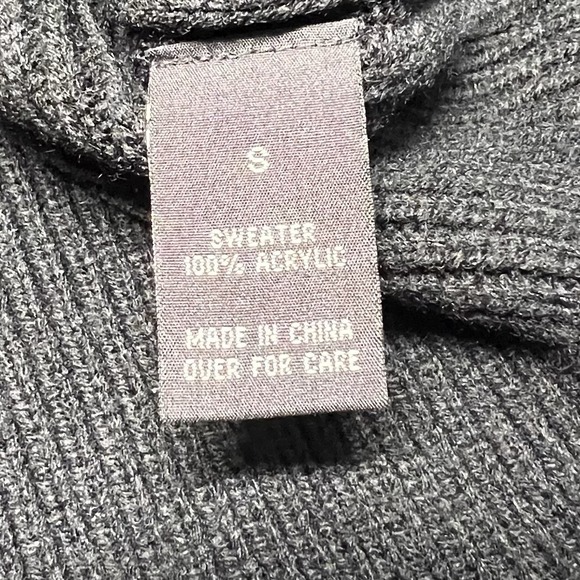 S
SWEATER
100% ACRYLIC
MADE IN CHINA
OVER FOR CARE